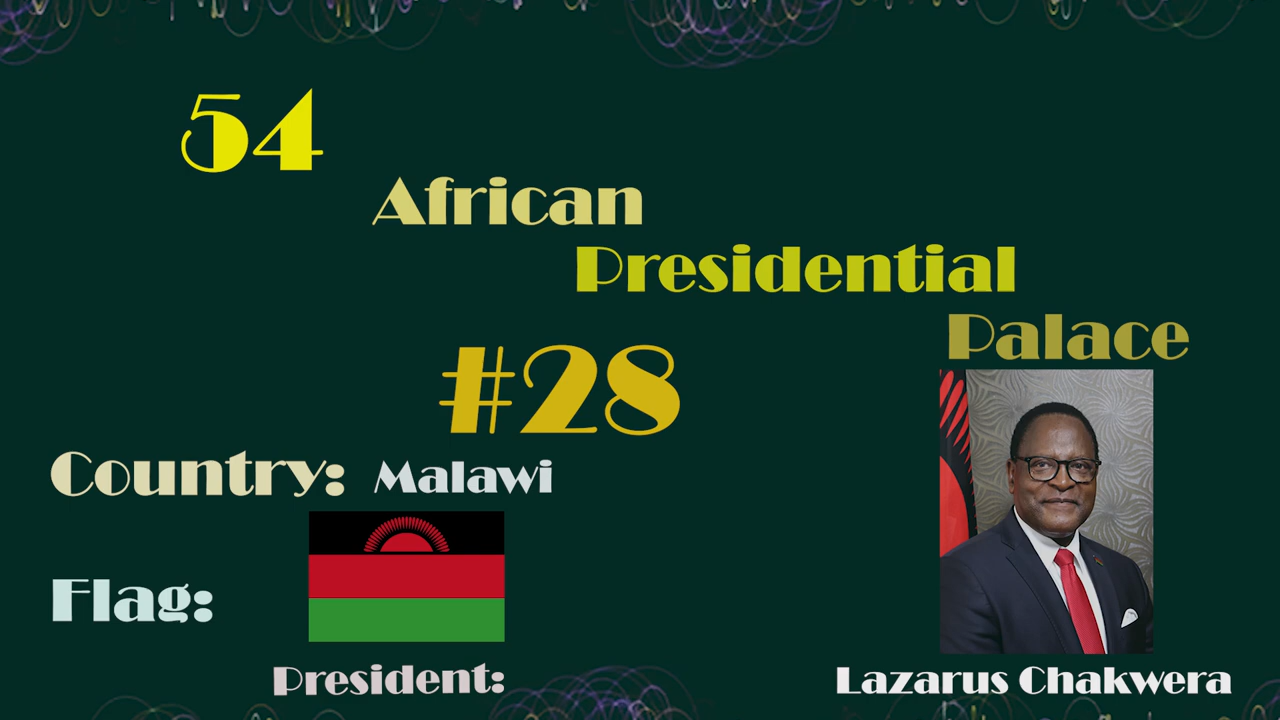 54
African
Presidential
Palace
#28
Country: Malawi
Flag:
President: Lazarus Chakwera